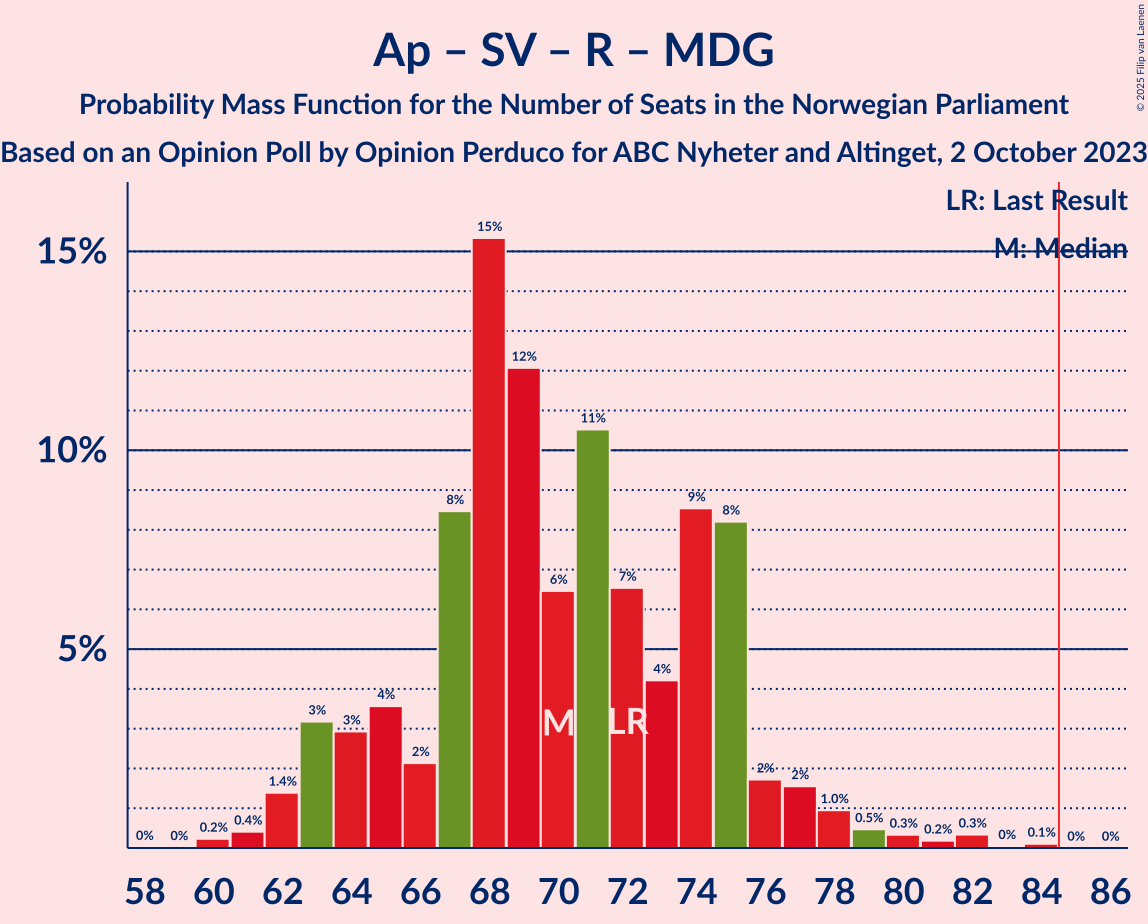 Ap – SV – R – MDG
Probability Mass Function for the Number of Seats in the Norwegian Parliament
Based on an Opinion Poll by Opinion Perduco for ABC Nyheter and Altinget, 2 October 2023
© 2025 Filip van Laenen
LR: Last Result
M: Median
15%
10%
5%
0% 0% 0.2% 0.4% 1.4% 3% 3% 4% 2% 8% 15% 12% 6% 11% 7% 4% 9% 8% 2% 2% 1.0% 0.5% 0.3% 0.2% 0.3% 0% 0.1% 0% 0%
M LR
58 60 62 64 66 68 70 72 74 76 78 80 82 84 86